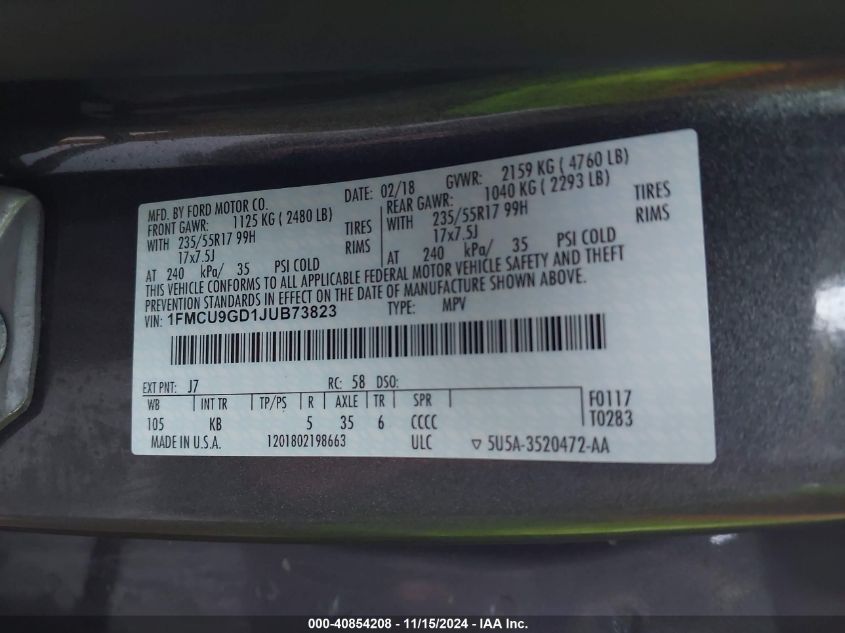 MFD. BY FORD MOTOR CO. DATE: 02/18 GVWR: 2159 KG ( 4760 LB)
FRONT GAWR: 1125 KG ( 2480 LB) REAR GAWR: 1040 KG ( 2293 LB)
WITH 235/55R17 99H TIRES 235/55R17 99H TIRES
17x7.5J RIMS 17x7.5J RIMS
AT 240 kPa/ 35 PSI COLD AT 240 kPa/ 35 PSI COLD
THIS VEHICLE CONFORMS TO ALL APPLICABLE FEDERAL MOTOR VEHICLE SAFETY AND THEFT
PREVENTION STANDARDS IN EFFECT ON THE DATE OF MANUFACTURE SHOWN ABOVE.
VIN: 1FMCU9GD1JUB73823 TYPE: MPV
EXT PNT: J7 RC: 58 DSO:
WB INT TR TP/PS R AXLE TR SPR F0117
105 KB 5 35 6 CCCC T0283
MADE IN U.S.A. 1201802198663 ULC ▽ 5U5A-3520472-AA
000-40854208 - 11/15/2024 - IAA Inc.